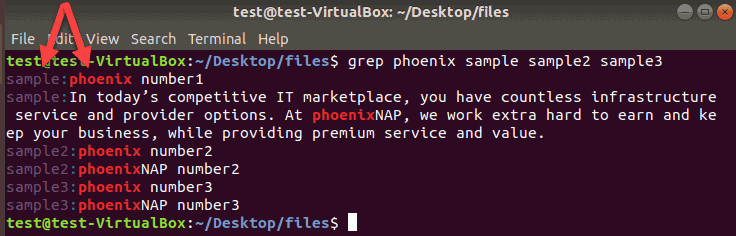 test@test-VirtualBox: ~/Desktop/files
File Edit View Search Terminal Help
test@test-VirtualBox:~/Desktop/files$ grep phoenix sample sample2 sample3
sample:phoenix number1
sample:In today’s competitive IT marketplace, you have countless infrastructure
 service and provider options. At phoenixNAP, we work extra hard to earn and ke
ep your business, while providing premium service and value.
sample2:phoenix number2
sample2:phoenixNAP number2
sample3:phoenix number3
sample3:phoenixNAP number3
test@test-VirtualBox:~/Desktop/files$